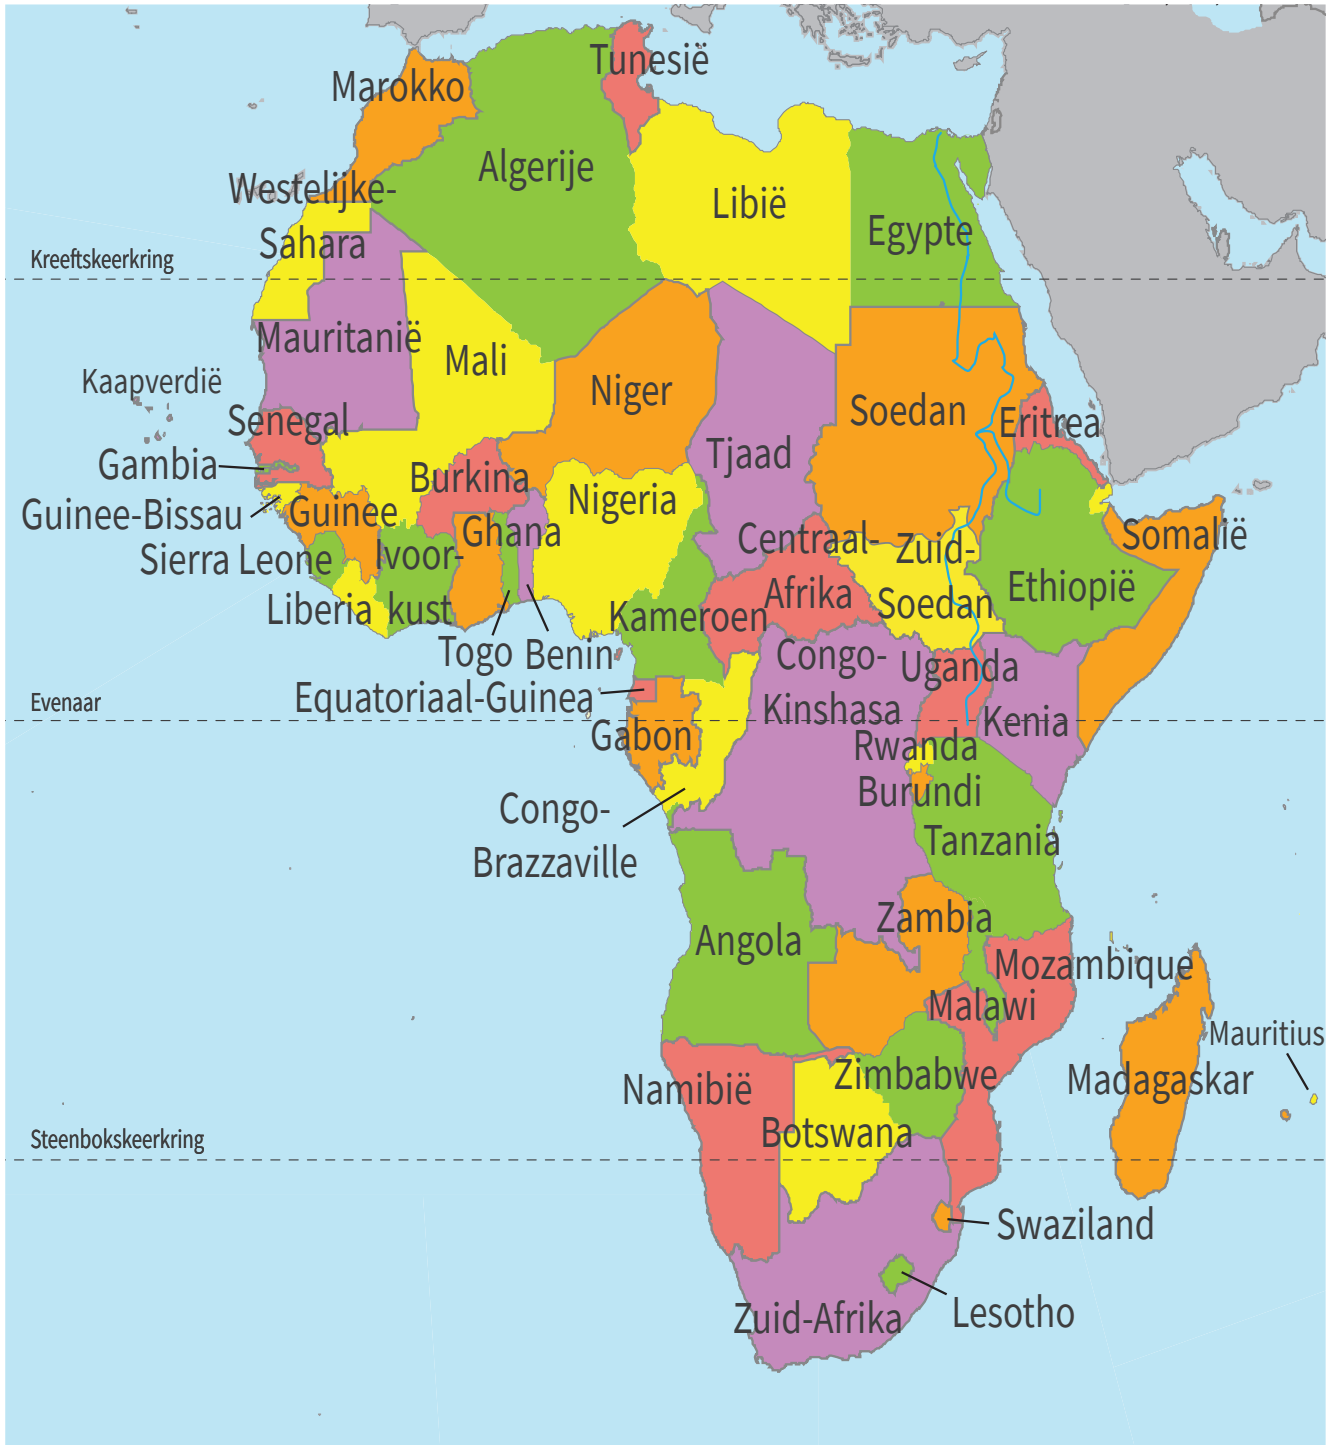 Tunesië
Marokko
Algerije
Westelijke-
Sahara
Libië
Egypte
Kreeftskeerkring
Mauritanië
Mali
Kaapverdië
Niger
Soedan
Senegal
Eritrea
Tjaad
Gambia
Burkina
Nigeria
Guinee-Bissau
Guinee
Ghana
Somalië
Centraal-
Afrika
Zuid-
Soedan
Sierra Leone
Ivoor-
kust
Ethiopië
Liberia
Kameroen
Togo
Benin
Congo-
Kinshasa
Uganda
Equatoriaal-Guinea
Evenaar
Kenia
Gabon
Rwanda
Burundi
Congo-
Brazzaville
Tanzania
Zambia
Angola
Mozambique
Malawi
Mauritius
Zimbabwe
Madagaskar
Namibië
Botswana
Steenbokskeerkring
Swaziland
Lesotho
Zuid-Afrika